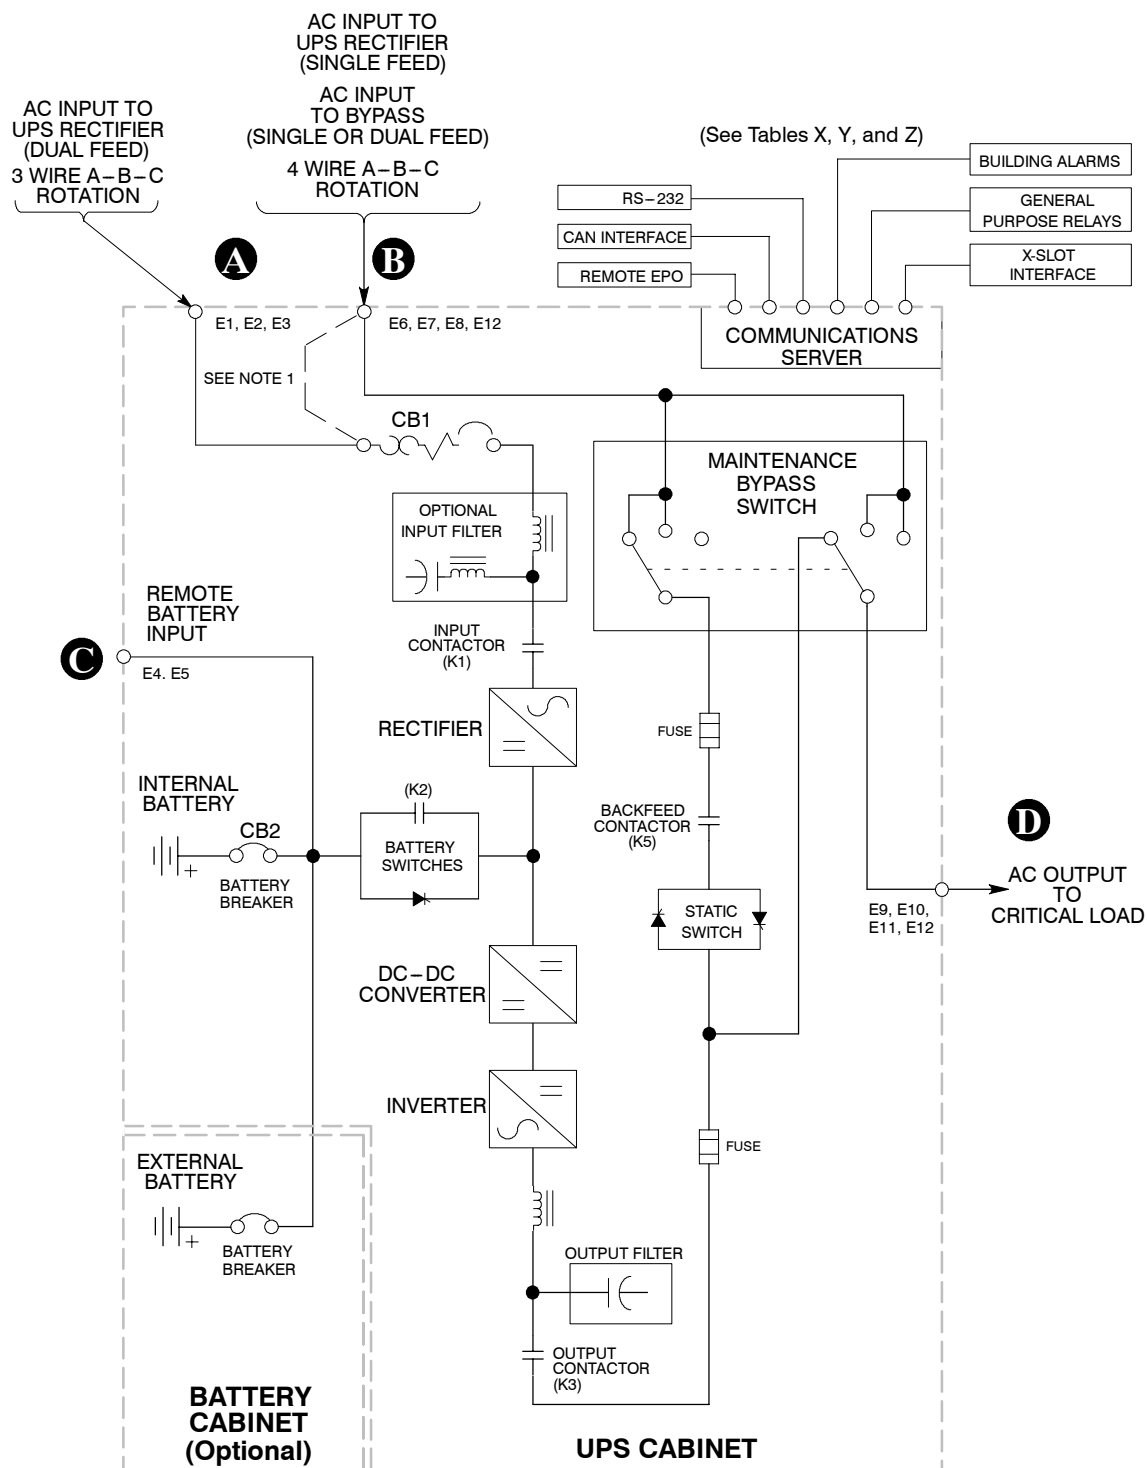 AC INPUT TO
UPS RECTIFIER
(SINGLE FEED)
AC INPUT
TO BYPASS
(SINGLE OR DUAL FEED)
4 WIRE A−B−C
ROTATION
AC INPUT TO
UPS RECTIFIER
(DUAL FEED)
3 WIRE A−B−C
ROTATION
(See Tables X, Y, and Z)
RS−232
CAN INTERFACE
REMOTE EPO
BUILDING ALARMS
GENERAL
PURPOSE RELAYS
X-SLOT
INTERFACE
A
B
E1, E2, E3
E6, E7, E8, E12
COMMUNICATIONS
SERVER
SEE NOTE 1
CB1
MAINTENANCE
BYPASS
SWITCH
OPTIONAL
INPUT FILTER
REMOTE
BATTERY
INPUT
C
E4. E5
INPUT
CONTACTOR
(K1)
RECTIFIER
FUSE
INTERNAL
BATTERY
CB2
+
BATTERY
BREAKER
(K2)
BATTERY
SWITCHES
BACKFEED
CONTACTOR
(K5)
D
AC OUTPUT
TO
CRITICAL LOAD
E9, E10,
E11, E12
STATIC
SWITCH
DC−DC
CONVERTER
INVERTER
FUSE
EXTERNAL
BATTERY
+
BATTERY
BREAKER
OUTPUT FILTER
OUTPUT
CONTACTOR
(K3)
BATTERY
CABINET
(Optional)
UPS CABINET